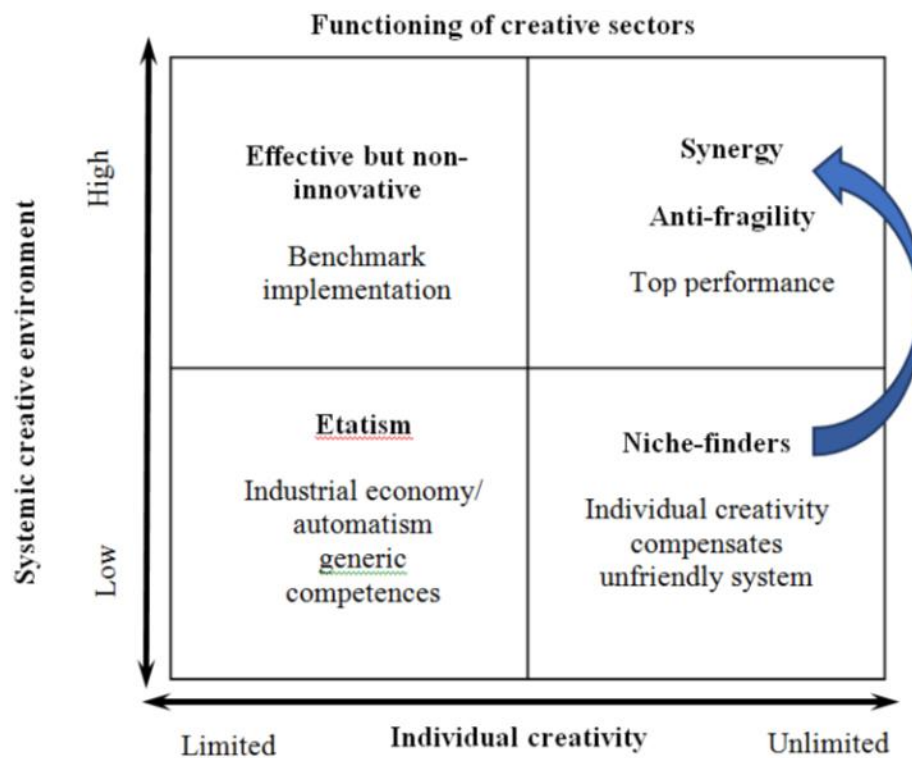 Functioning of creative sectors
Systemic creative environment
High
Low
Effective but non-
innovative
Benchmark
implementation
Synergy
Anti-fragility
Top performance
Etatism
Industrial economy/
automatism
generic
competences
Niche-finders
Individual creativity
compensates
unfriendly system
Limited
Individual creativity
Unlimited